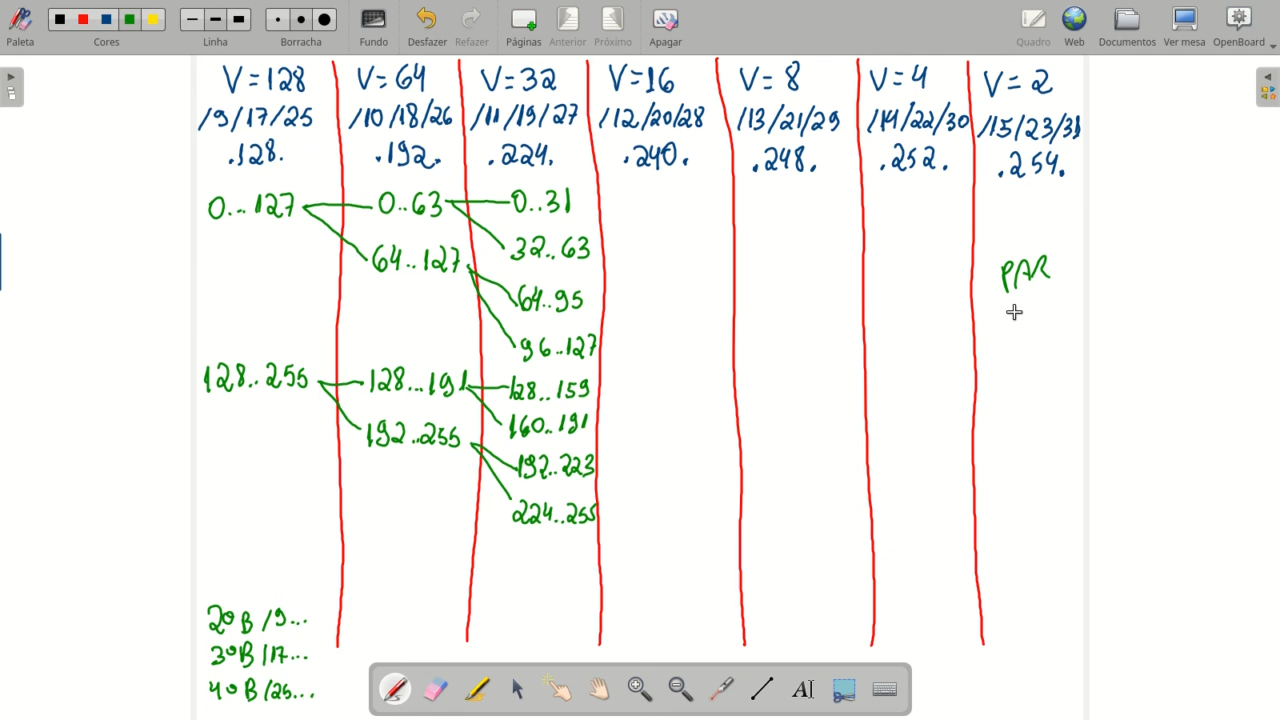 Paleta Cores Linha Borracha Fundo Desfazer Refazer Páginas Anterior Próximo Apagar Quadro Web Documentos Ver mesa OpenBoard
V=128 V=64 V=32 V=16 V=8 V=4 V=2
/9/17/25 /10/18/26 /11/19/27 /12/20/28 /13/21/29 /14/22/30 /15/23/31
.128. .192. .224. .240. .248. .252. .254.
0...127 0..63 0..31
32..63
64..127
64..95
96..127
128..255 128...191 128..159
160..191
192..255
192..223
224..255
PAR
2ºB /9...
3ºB /17...
4ºB /25...
AI